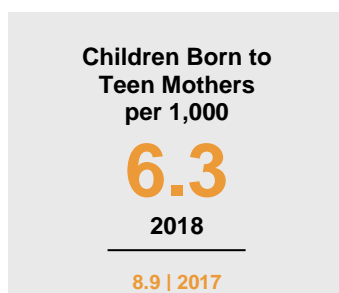 Children Born to
Teen Mothers
per 1,000
6.3
2018
8.9 | 2017